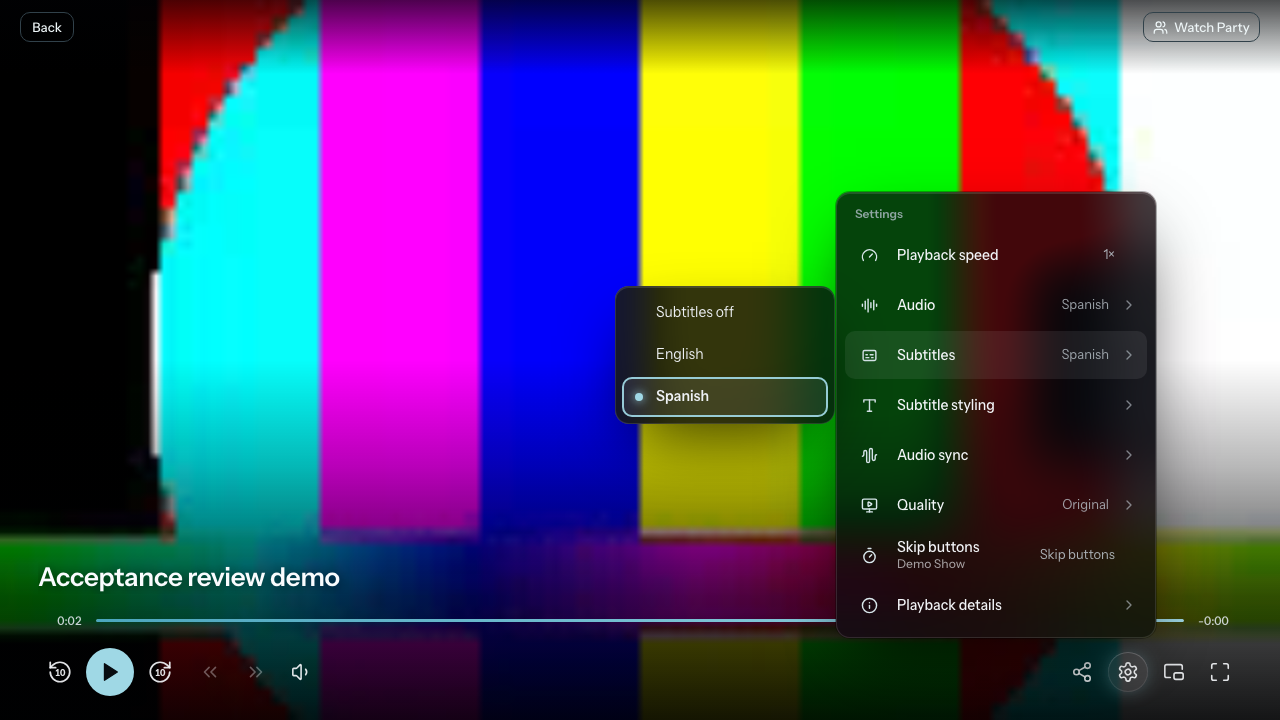 Back
Watch Party
Settings
Playback speed 1×
Audio Spanish
Subtitles Spanish
Subtitle styling
Audio sync
Quality Original
Skip buttons Skip buttons
Demo Show
Playback details
Subtitles off
English
Spanish
Acceptance review demo
0:02 -0:00
10 10